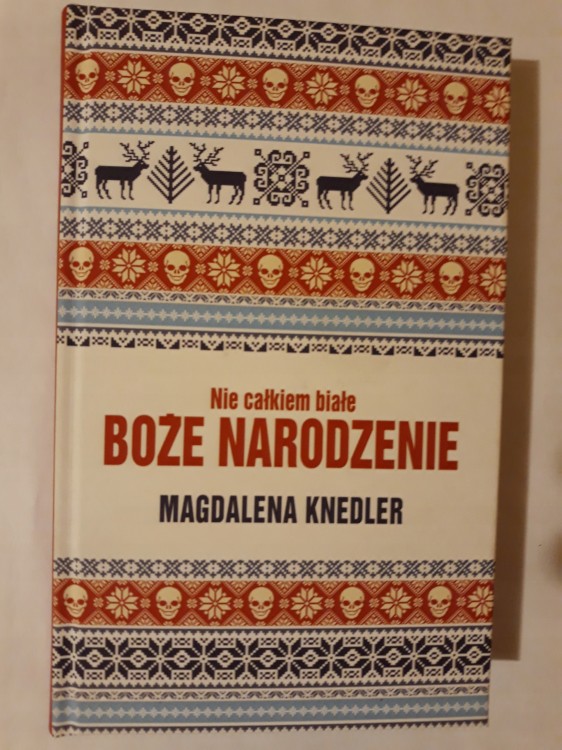 Nie całkiem białe
BOŻE NARODZENIE
MAGDALENA KNEDLER